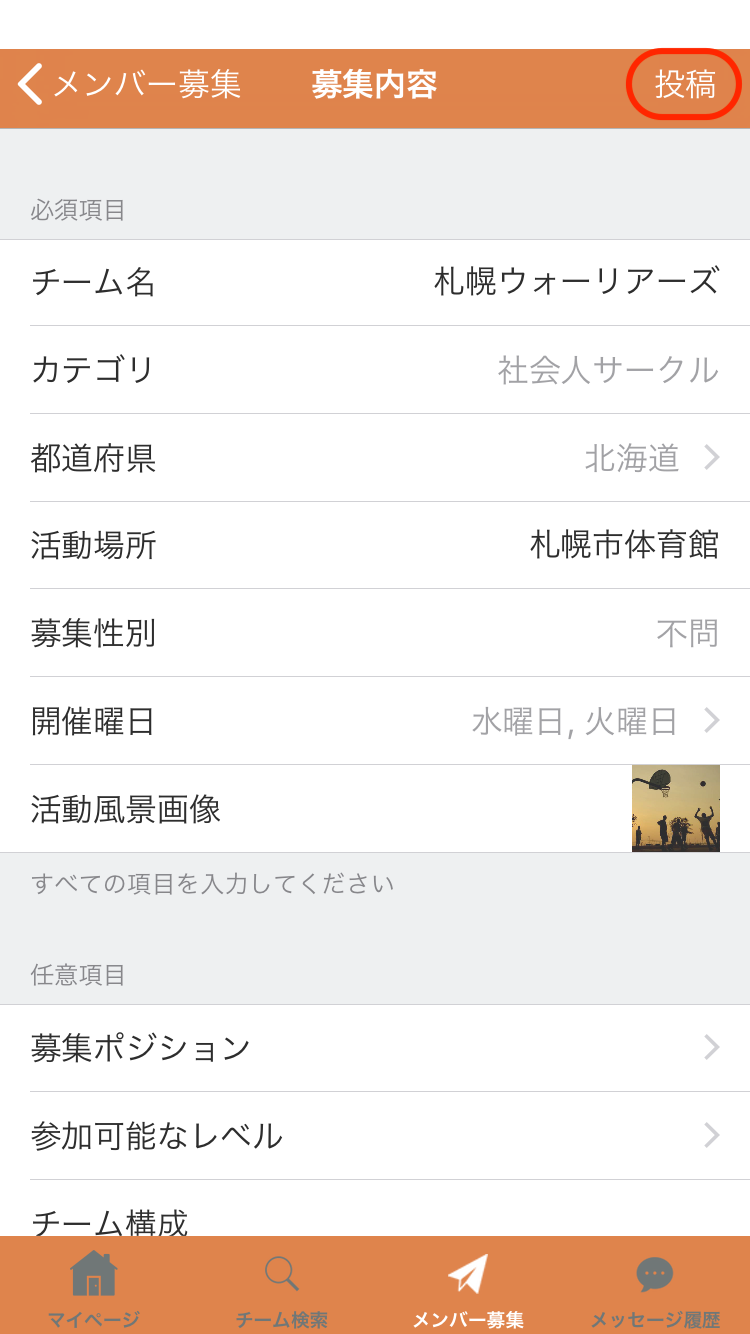 メンバー募集 募集内容 投稿
必須項目
チーム名 札幌ウォーリアーズ
カテゴリ 社会人サークル
都道府県 北海道
活動場所 札幌市体育館
募集性別 不問
開催曜日 水曜日, 火曜日
活動風景画像
すべての項目を入力してください
任意項目
募集ポジション
参加可能なレベル
チーム構成
マイページ チーム検索 メンバー募集 メッセージ履歴